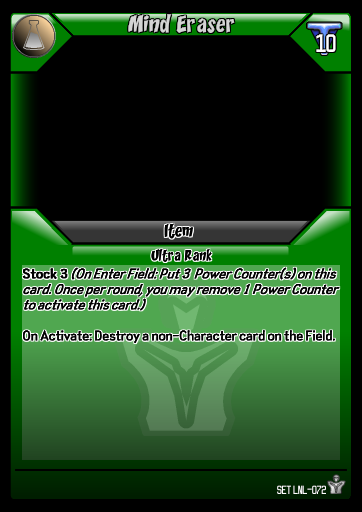 Mind Eraser
10
Item
Ultra Rank
Stock 3 (On Enter Field: Put 3 Power Counter(s) on this
card. Once per round, you may remove 1 Power Counter
to activate this card.)
On Activate: Destroy a non-Character card on the Field.
SET LNL-072